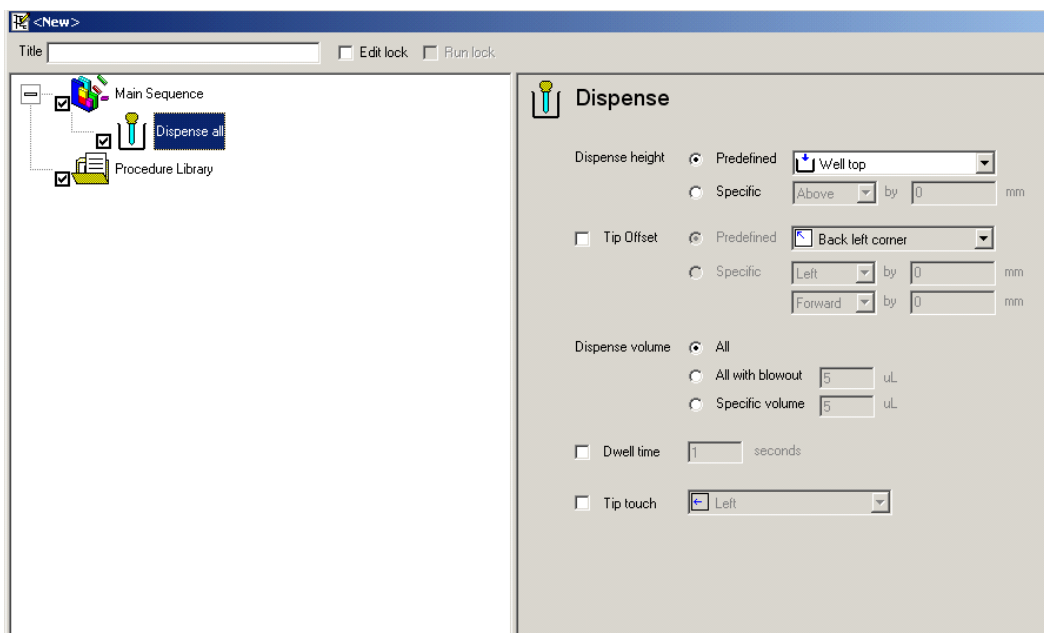 <New>
Title Edit lock Run lock
Main Sequence
Dispense all
Procedure Library
Dispense
Dispense height Predefined Well top
Specific Above by 0 mm
Tip Offset Predefined Back left corner
Specific Left by 0 mm
Forward by 0 mm
Dispense volume All
All with blowout 5 uL
Specific volume 5 uL
Dwell time 1 seconds
Tip touch Left